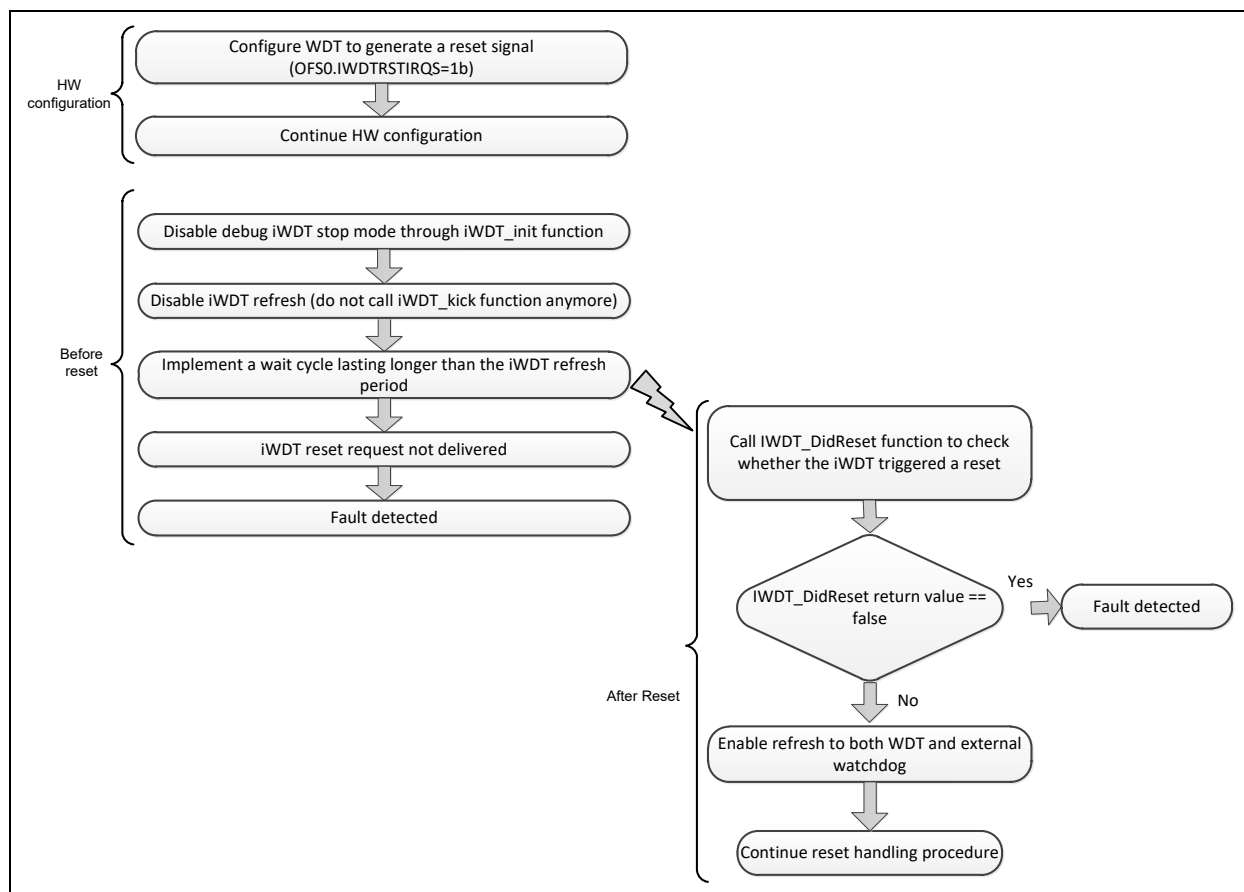 Configure WDT to generate a reset signal
(OFS0.IWDTRSTIRQS=1b)
HW
configuration
Continue HW configuration
Disable debug iWDT stop mode through iWDT_init function
Disable iWDT refresh (do not call iWDT_kick function anymore)
Before
reset
Implement a wait cycle lasting longer than the iWDT refresh
period
iWDT reset request not delivered
Fault detected
Call IWDT_DidReset function to check
whether the iWDT triggered a reset
IWDT_DidReset return value ==
false
Yes
Fault detected
After Reset
No
Enable refresh to both WDT and external
watchdog
Continue reset handling procedure